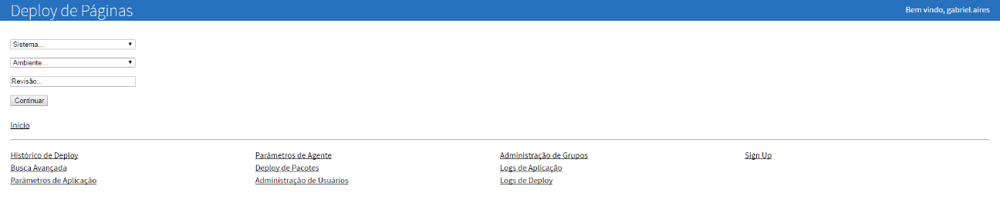 Deploy de Páginas
Bem vindo, gabriel.aires
Sistema...
Ambiente...
Revisão...
Continuar
Início
Histórico de Deploy
Busca Avançada
Parâmetros de Aplicação
Parâmetros de Agente
Deploy de Pacotes
Administração de Usuários
Administração de Grupos
Logs de Aplicação
Logs de Deploy
Sign Up